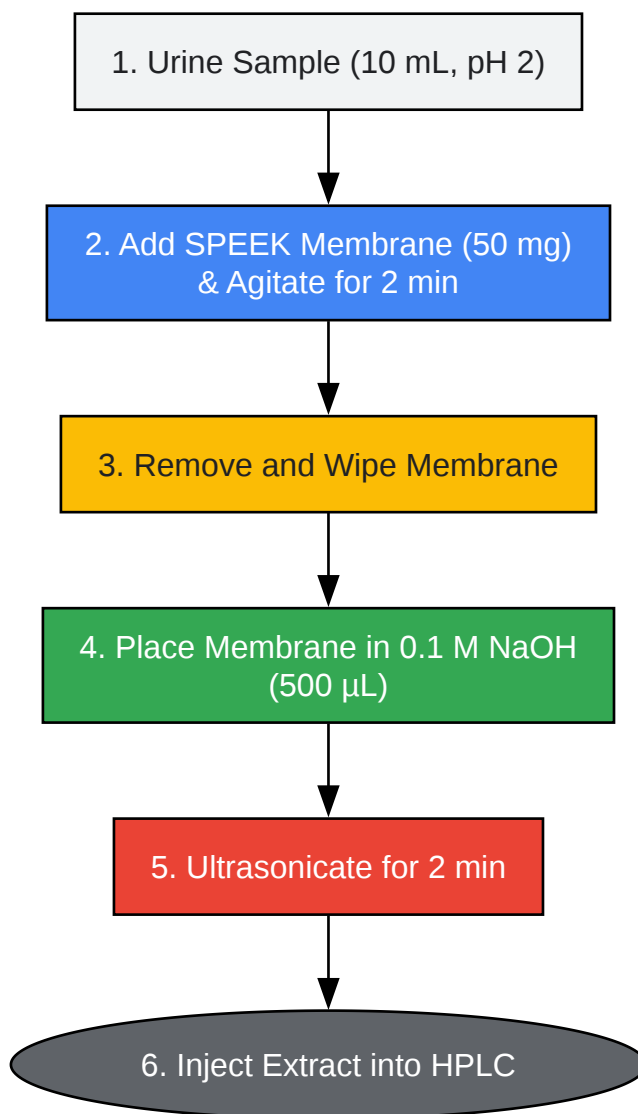 1. Urine Sample (10 mL, pH 2)
2. Add SPEEK Membrane (50 mg)
& Agitate for 2 min
3. Remove and Wipe Membrane
4. Place Membrane in 0.1 M NaOH
(500 µL)
5. Ultrasonicate for 2 min
6. Inject Extract into HPLC